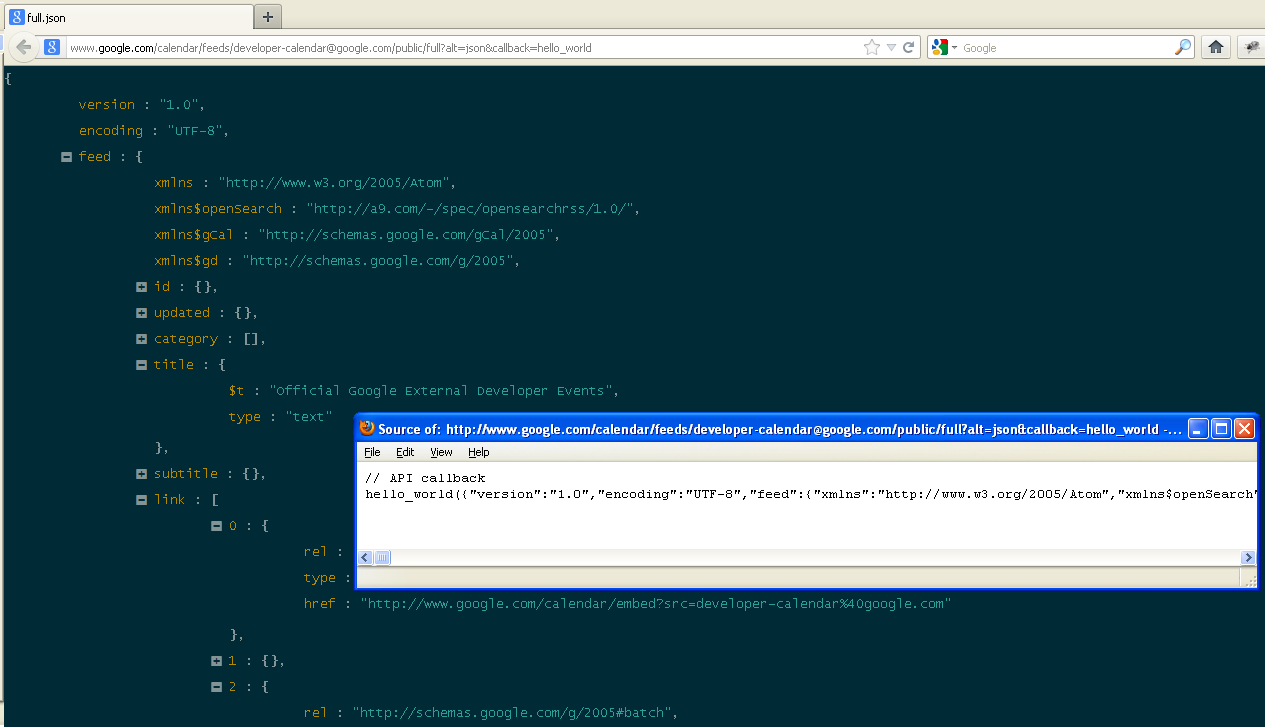 full.json
www.google.com/calendar/feeds/developer-calendar@google.com/public/full?alt=json&callback=hello_world
Google
{
version : "1.0",
encoding : "UTF-8",
feed : {
xmlns : "http://www.w3.org/2005/Atom",
xmlns$openSearch : "http://a9.com/-/spec/opensearchrss/1.0/",
xmlns$gCal : "http://schemas.google.com/gCal/2005",
xmlns$gd : "http://schemas.google.com/g/2005",
id : {},
updated : {},
category : [],
title : {
$t : "Official Google External Developer Events",
type : "text"
},
subtitle : {},
link : [
0 : {
rel :
type :
href : "http://www.google.com/calendar/embed?src=developer-calendar%40google.com"
},
1 : {},
2 : {
rel : "http://schemas.google.com/g/2005#batch",
Source of: http://www.google.com/calendar/feeds/developer-calendar@google.com/public/full?alt=json&callback=hello_world -...
File Edit View Help
// API callback
hello_world({"version":"1.0","encoding":"UTF-8","feed":{"xmlns":"http://www.w3.org/2005/Atom","xmlns$openSearch"